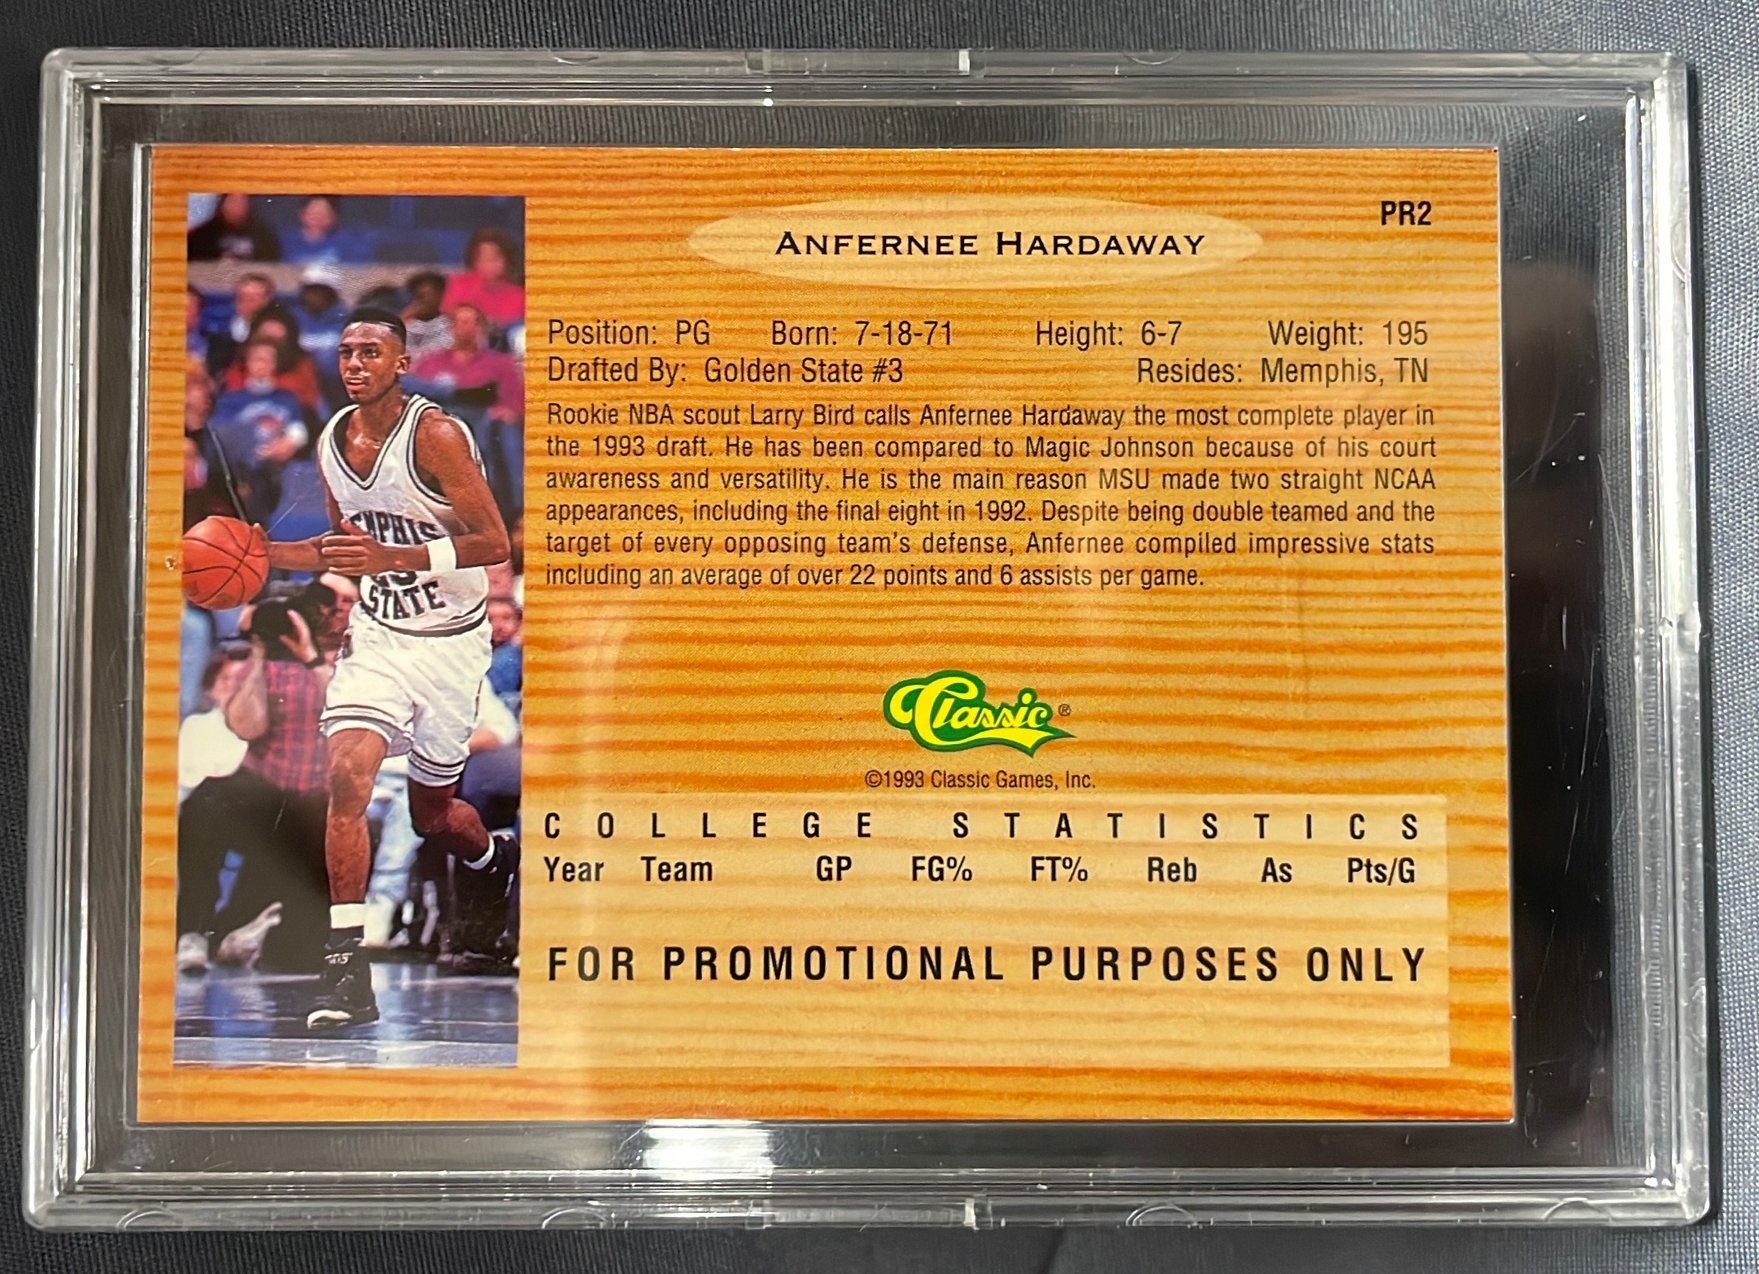 PR2
ANFERNEE HARDAWAY
Position: PG Born: 7-18-71 Height: 6-7 Weight: 195
Drafted By: Golden State #3 Resides: Memphis, TN
Rookie NBA scout Larry Bird calls Anfernee Hardaway the most complete player in
the 1993 draft. He has been compared to Magic Johnson because of his court
awareness and versatility. He is the main reason MSU made two straight NCAA
appearances, including the final eight in 1992. Despite being double teamed and the
target of every opposing team's defense, Anfernee compiled impressive stats
including an average of over 22 points and 6 assists per game.
STATE
Classic®
©1993 Classic Games, Inc.
COLLEGE STATISTICS
Year Team GP FG% FT% Reb As Pts/G
FOR PROMOTIONAL PURPOSES ONLY